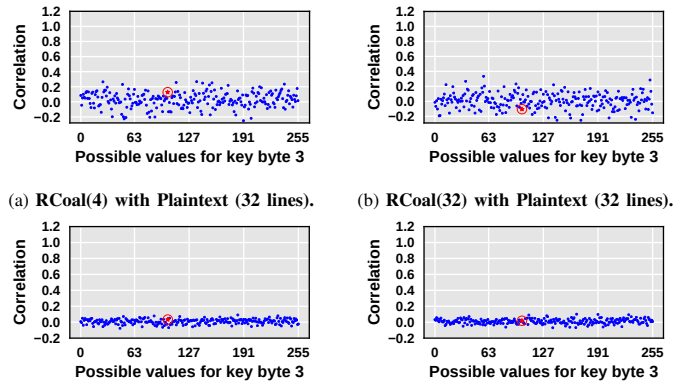 1.2
1.0
0.8
0.6
0.4
0.2
0.0
−0.2
Correlation
0 63 127 191 255
Possible values for key byte 3
1.2
1.0
0.8
0.6
0.4
0.2
0.0
−0.2
Correlation
0 63 127 191 255
Possible values for key byte 3
(a) RCoal(4) with Plaintext (32 lines).
(b) RCoal(32) with Plaintext (32 lines).
1.2
1.0
0.8
0.6
0.4
0.2
0.0
−0.2
Correlation
0 63 127 191 255
Possible values for key byte 3
1.2
1.0
0.8
0.6
0.4
0.2
0.0
−0.2
Correlation
0 63 127 191 255
Possible values for key byte 3